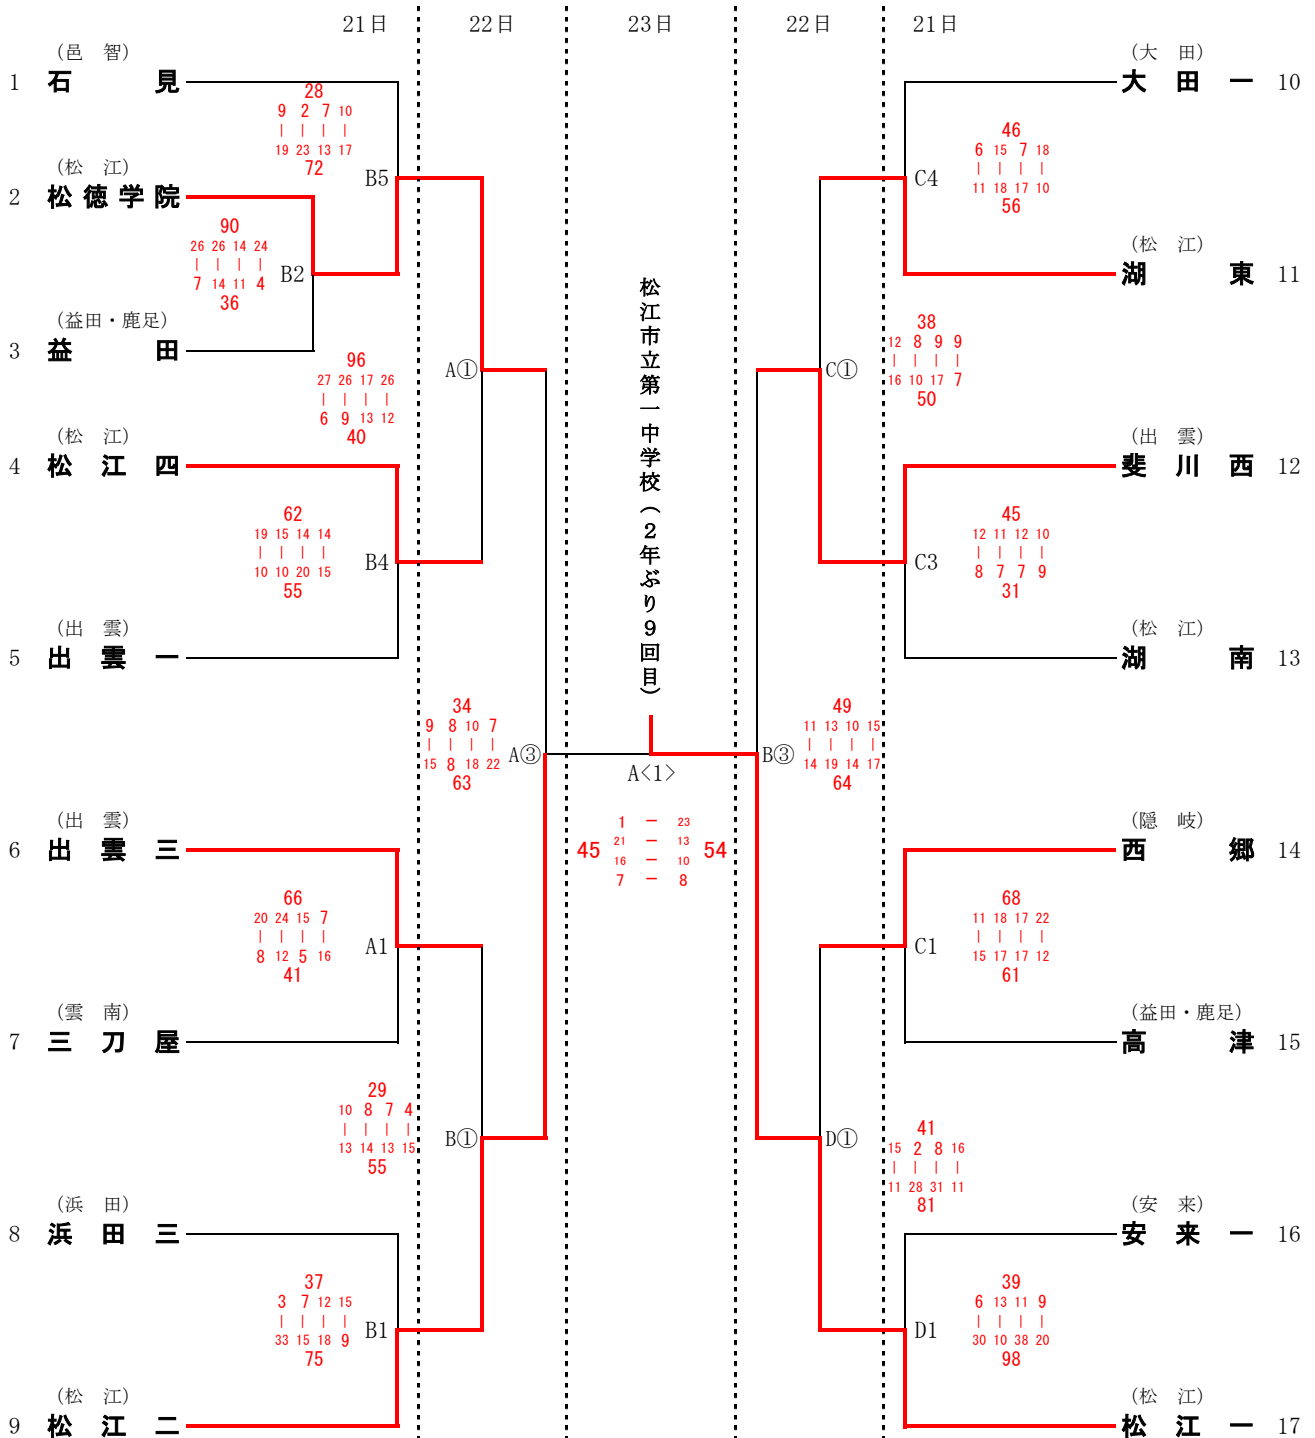 21日 22日 23日 22日 21日
(邑 智)
1 石 見
28
9 2 7 10
| | | |
19 23 13 17
72
B5
(松 江)
2 松徳学院
90
26 26 14 24
| | | |
7 14 11 4
36
B2
(益田・鹿足)
3 益 田
96
27 26 17 26
| | | |
6 9 13 12
40
A①
(松 江)
4 松 江 四
62
19 15 14 14
| | | |
10 10 20 15
55
B4
(出 雲)
5 出 雲 一
34
9 8 10 7
| | | |
15 8 18 22
63
A③
(出 雲)
6 出 雲 三
66
20 24 15 7
| | | |
8 12 5 16
41
A1
(雲 南)
7 三 刀 屋
29
10 8 7 4
| | | |
13 14 13 15
55
B①
(浜 田)
8 浜 田 三
37
3 7 12 15
| | | |
33 15 18 9
75
B1
(松 江)
9 松 江 二
松江市立第一中学校(2年ぶり9回目)
A<1>
1 － 23
21 － 13
45 54
16 － 10
7 － 8
(大 田)
大 田 一 10
46
6 15 7 18
| | | |
11 18 17 10
56
C4
(松 江)
湖 東 11
38
12 8 9 9
| | | |
16 10 17 7
50
C①
(出 雲)
斐 川 西 12
45
12 11 12 10
| | | |
8 7 7 9
31
C3
(松 江)
湖 南 13
49
11 13 10 15
| | | |
14 19 14 17
64
B③
(隠 岐)
西 郷 14
68
11 18 17 22
| | | |
15 17 17 12
61
C1
(益田・鹿足)
高 津 15
41
15 2 8 16
| | | |
11 28 31 11
81
D①
(安 来)
安 来 一 16
39
6 13 11 9
| | | |
30 10 38 20
98
D1
(松 江)
松 江 一 17